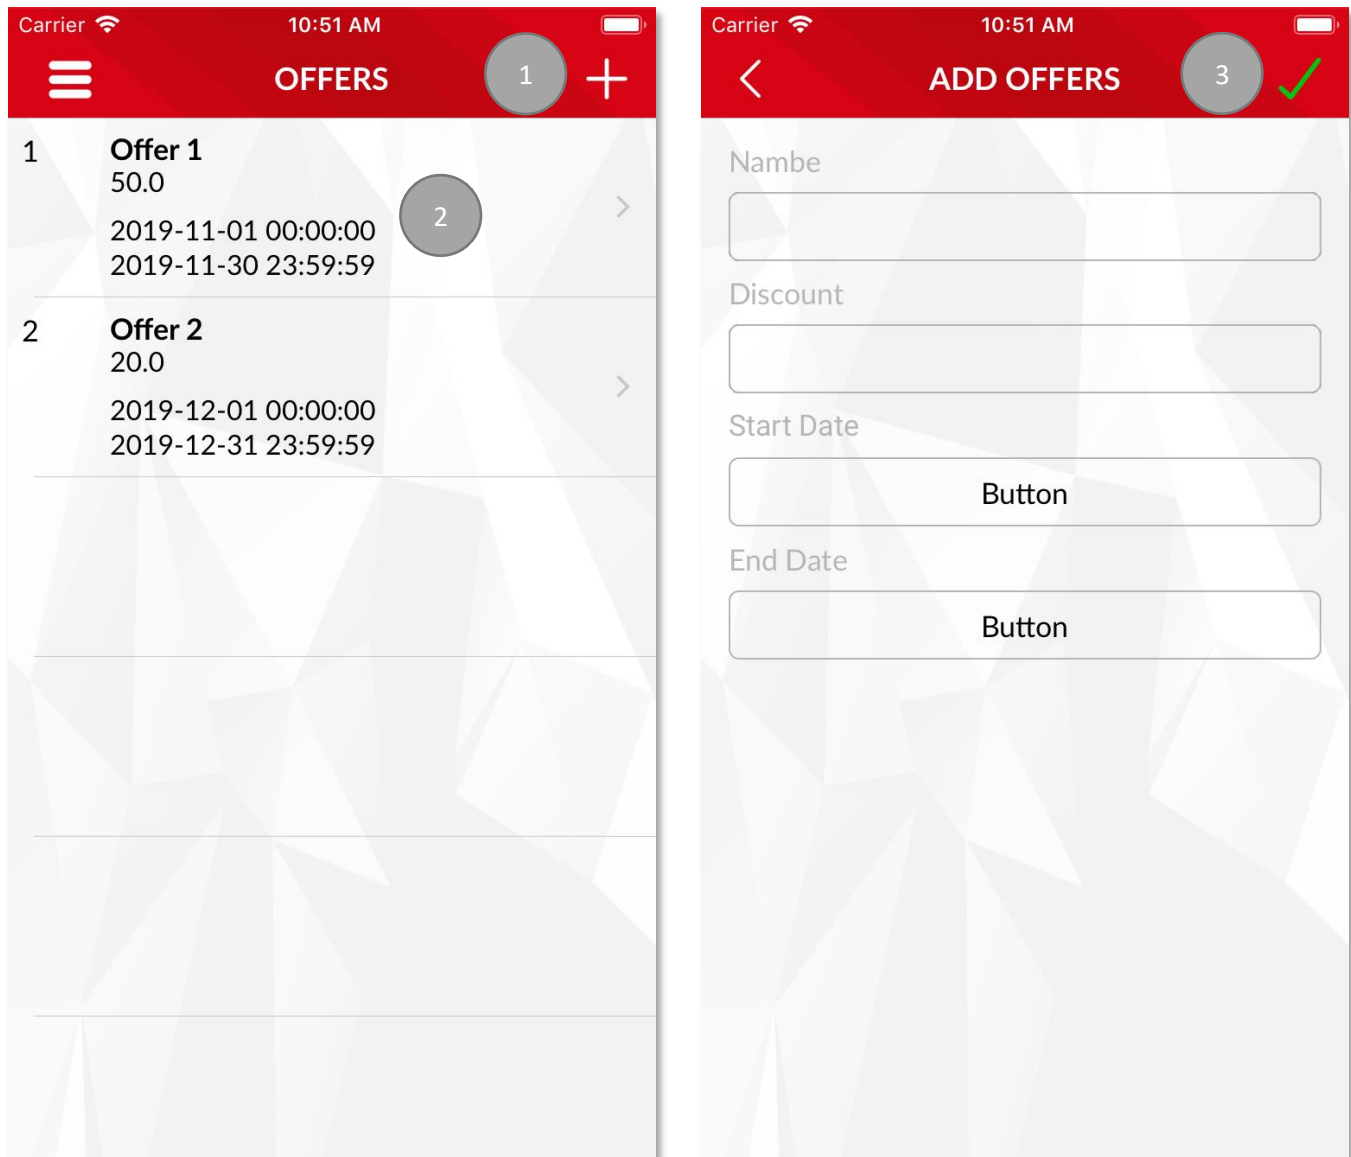 Carrier 10:51 AM
OFFERS 1
1 Offer 1
50.0
2
2019-11-01 00:00:00
2019-11-30 23:59:59
2 Offer 2
20.0
2019-12-01 00:00:00
2019-12-31 23:59:59
Carrier 10:51 AM
ADD OFFERS 3
Nambe
Discount
Start Date
Button
End Date
Button